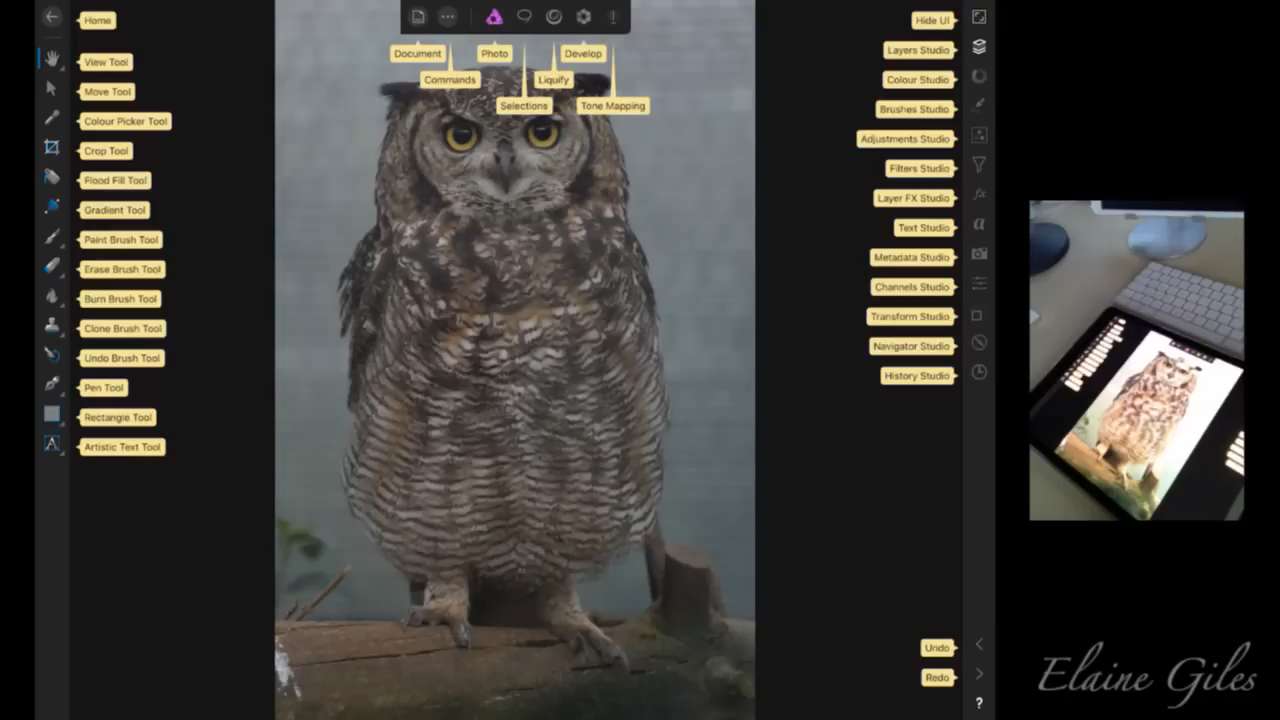 Home
View Tool
Move Tool
Colour Picker Tool
Crop Tool
Flood Fill Tool
Gradient Tool
Paint Brush Tool
Erase Brush Tool
Burn Brush Tool
Clone Brush Tool
Undo Brush Tool
Pen Tool
Rectangle Tool
Artistic Text Tool
Document
Photo
Develop
Commands
Liquify
Selections
Tone Mapping
Hide UI
Layers Studio
Colour Studio
Brushes Studio
Adjustments Studio
Filters Studio
Layer FX Studio
Text Studio
Metadata Studio
Channels Studio
Transform Studio
Navigator Studio
History Studio
Undo
Redo
?
Elaine Giles